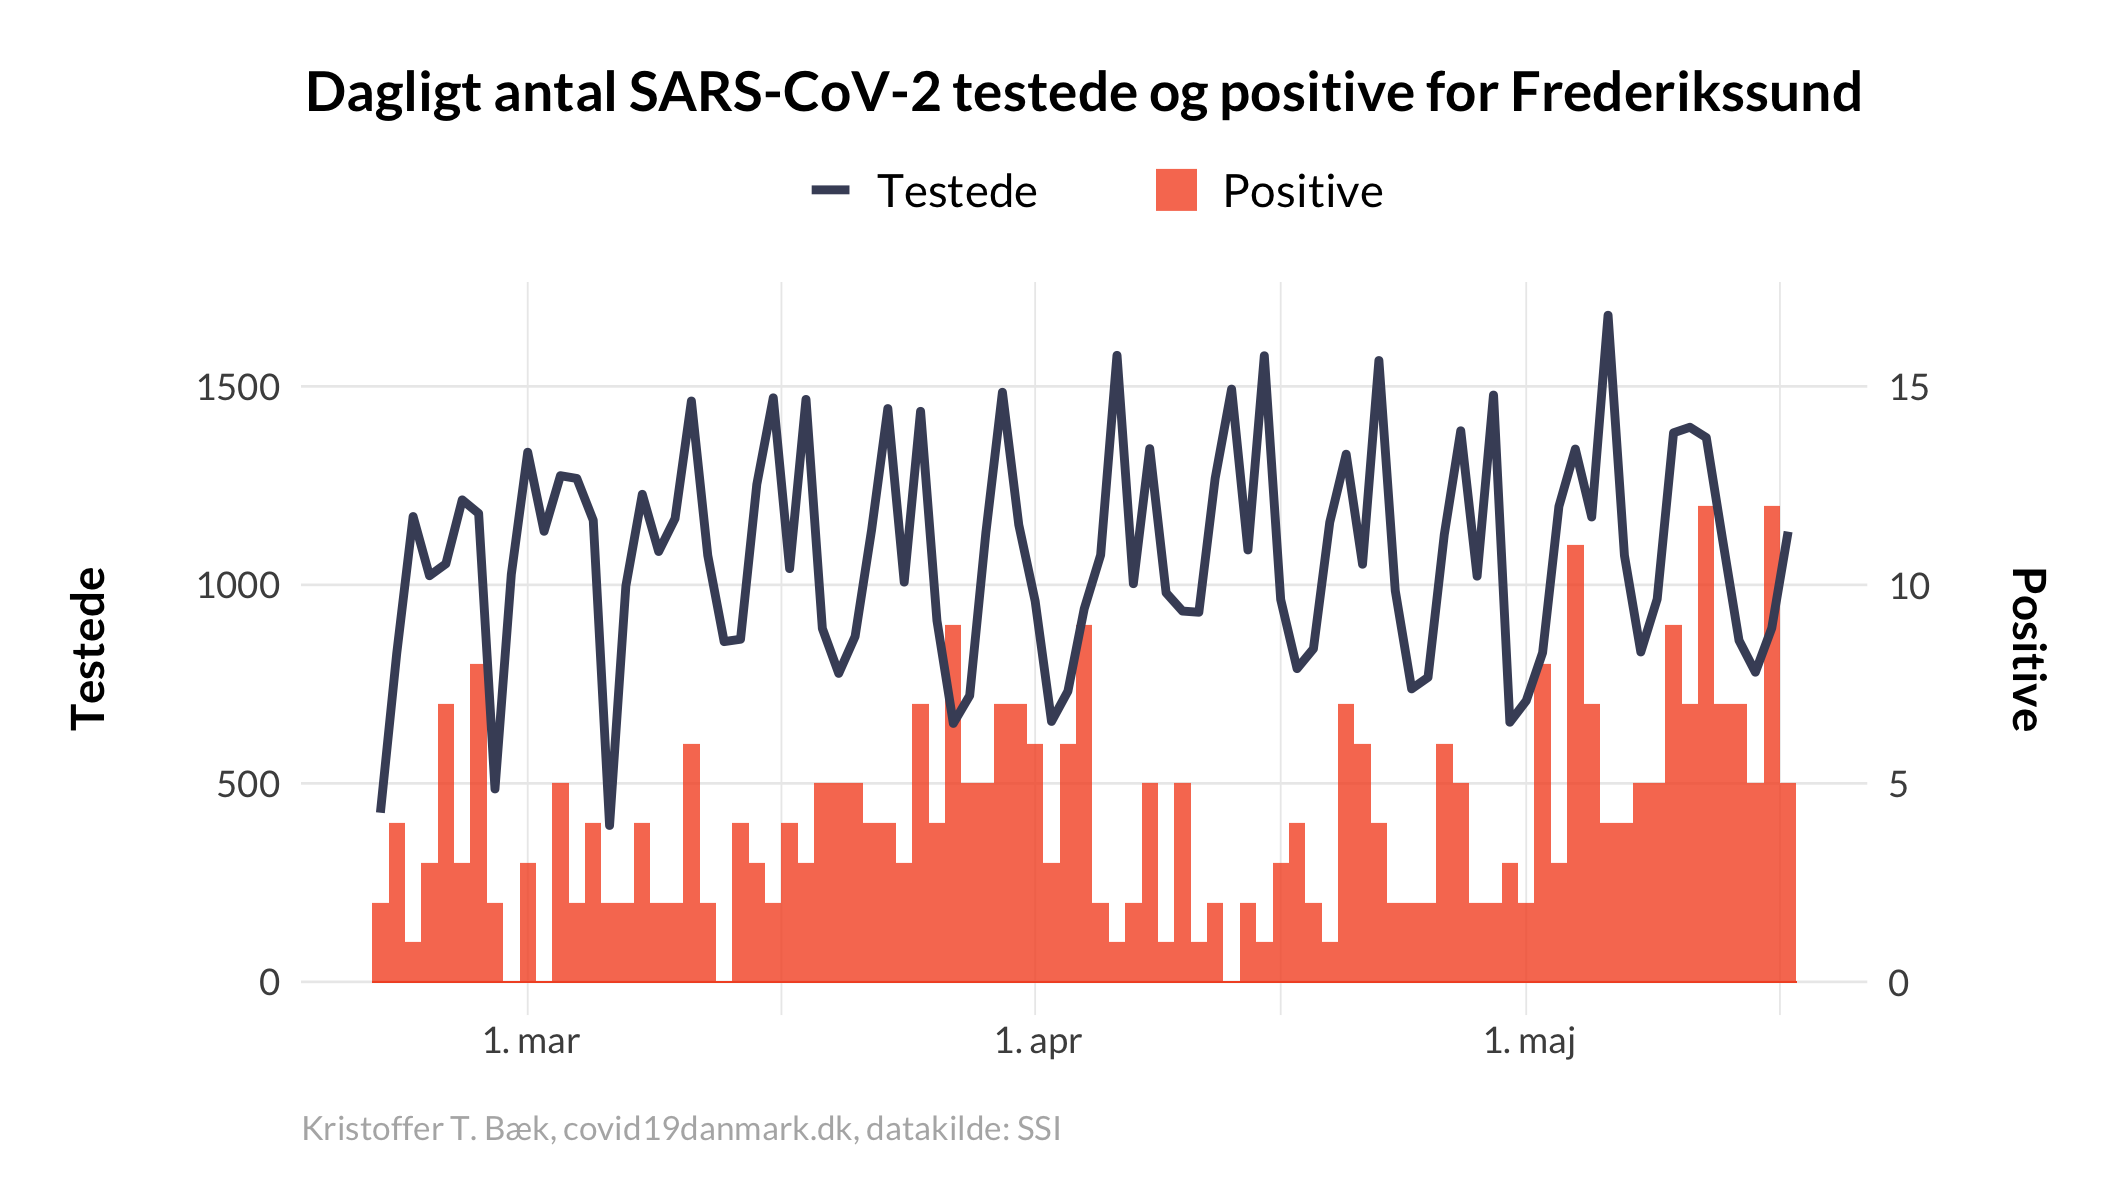 Dagligt antal SARS-CoV-2 testede og positive for Frederikssund
Testede
Positive
1500
1000
500
0
Testede
15
10
5
0
Positive
1. mar
1. apr
1. maj
Kristoffer T. Bæk, covid19danmark.dk, datakilde: SSI